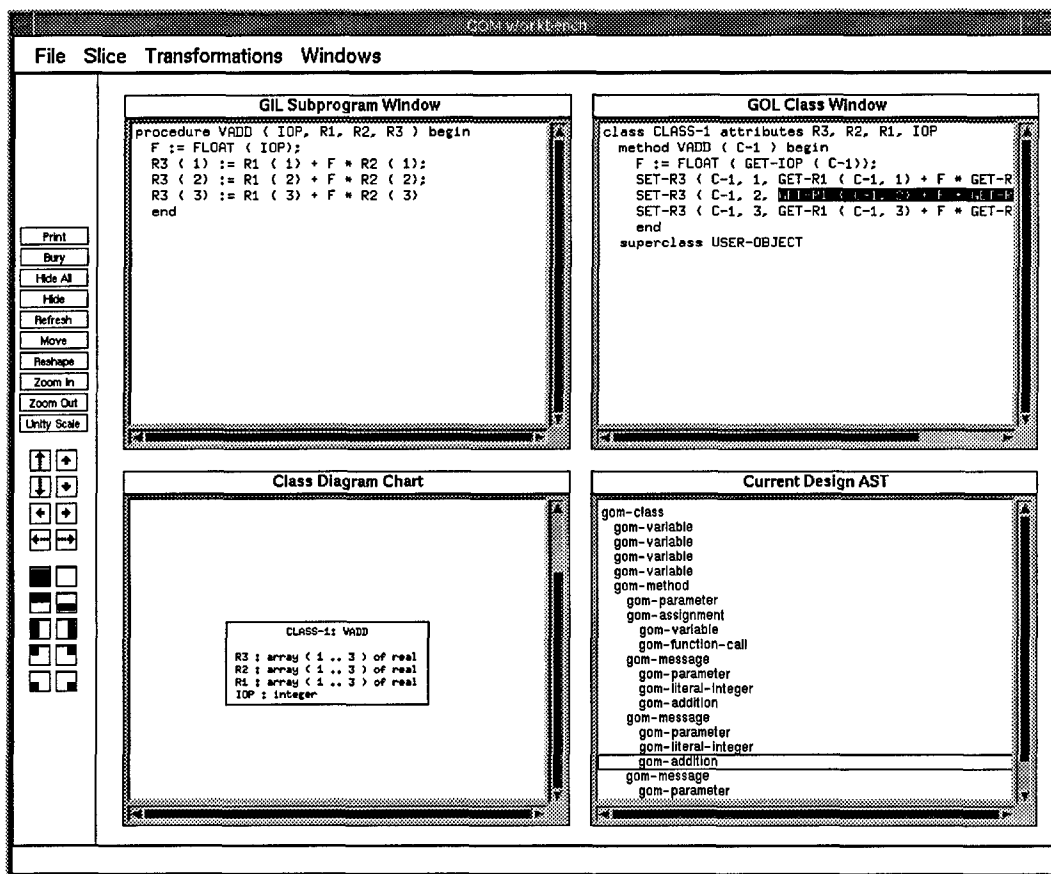 GOM workbench
File Slice Transformations Windows
Print
Bury
Hide All
Hide
Refresh
Move
Reshape
Zoom In
Zoom Out
Unity Scale
GIL Subprogram Window
procedure VADD ( IOP, R1, R2, R3 ) begin
F := FLOAT ( IOP);
R3 ( 1) := R1 ( 1) + F * R2 ( 1);
R3 ( 2) := R1 ( 2) + F * R2 ( 2);
R3 ( 3) := R1 ( 3) + F * R2 ( 3)
end
GOL Class Window
class CLASS-1 attributes R3, R2, R1, IOP
method VADD ( C-1 ) begin
F := FLOAT ( GET-IOP ( C-1));
SET-R3 ( C-1, 1, GET-R1 ( C-1, 1) + F * GET-R
SET-R3 ( C-1, 2, GET-R1 ( C-1, 2) + F * GET-R
SET-R3 ( C-1, 3, GET-R1 ( C-1, 3) + F * GET-R
end
superclass USER-OBJECT
Class Diagram Chart
CLASS-1: VADD
R3 : array ( 1 .. 3 ) of real
R2 : array ( 1 .. 3 ) of real
R1 : array ( 1 .. 3 ) of real
IOP : integer
Current Design AST
gom-class
gom-variable
gom-variable
gom-variable
gom-variable
gom-method
gom-parameter
gom-assignment
gom-variable
gom-function-call
gom-message
gom-parameter
gom-literal-integer
gom-addition
gom-message
gom-parameter
gom-literal-integer
gom-addition
gom-message
gom-parameter